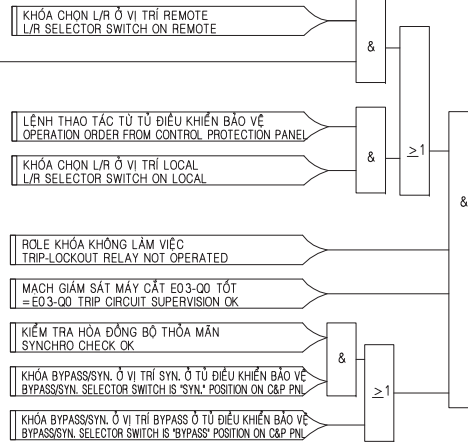 KHÓA CHỌN L/R Ở VỊ TRÍ REMOTE
L/R SELECTOR SWITCH ON REMOTE
&
LỆNH THAO TÁC TỪ TỦ ĐIỀU KHIỂN BẢO VỆ
OPERATION ORDER FROM CONTROL PROTECTION PANEL
KHÓA CHỌN L/R Ở VỊ TRÍ LOCAL
L/R SELECTOR SWITCH ON LOCAL
&
≥1
&
RƠLE KHÓA KHÔNG LÀM VIỆC
TRIP-LOCKOUT RELAY NOT OPERATED
MẠCH GIÁM SÁT MÁY CẮT E03-Q0 TỐT
=E03-Q0 TRIP CIRCUIT SUPERVISION OK
KIỂM TRA HÒA ĐỒNG BỘ THỎA MÃN
SYNCHRO CHECK OK
&
KHÓA BYPASS/SYN. Ở VỊ TRÍ SYN. Ở TỦ ĐIỀU KHIỂN BẢO VỆ
BYPASS/SYN. SELECTOR SWITCH IS "SYN." POSITION ON C&P PNL
≥1
KHÓA BYPASS/SYN. Ở VỊ TRÍ BYPASS Ở TỦ ĐIỀU KHIỂN BẢO VỆ
BYPASS/SYN. SELECTOR SWITCH IS "BYPASS" POSITION ON C&P PNL